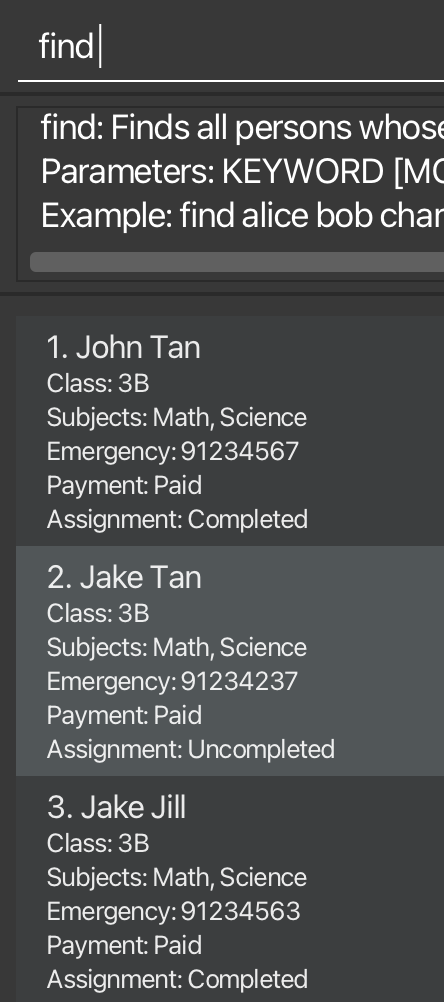 find
find: Finds all persons whose
Parameters: KEYWORD [MO
Example: find alice bob char
1. John Tan
Class: 3B
Subjects: Math, Science
Emergency: 91234567
Payment: Paid
Assignment: Completed
2. Jake Tan
Class: 3B
Subjects: Math, Science
Emergency: 91234237
Payment: Paid
Assignment: Uncompleted
3. Jake Jill
Class: 3B
Subjects: Math, Science
Emergency: 91234563
Payment: Paid
Assignment: Completed